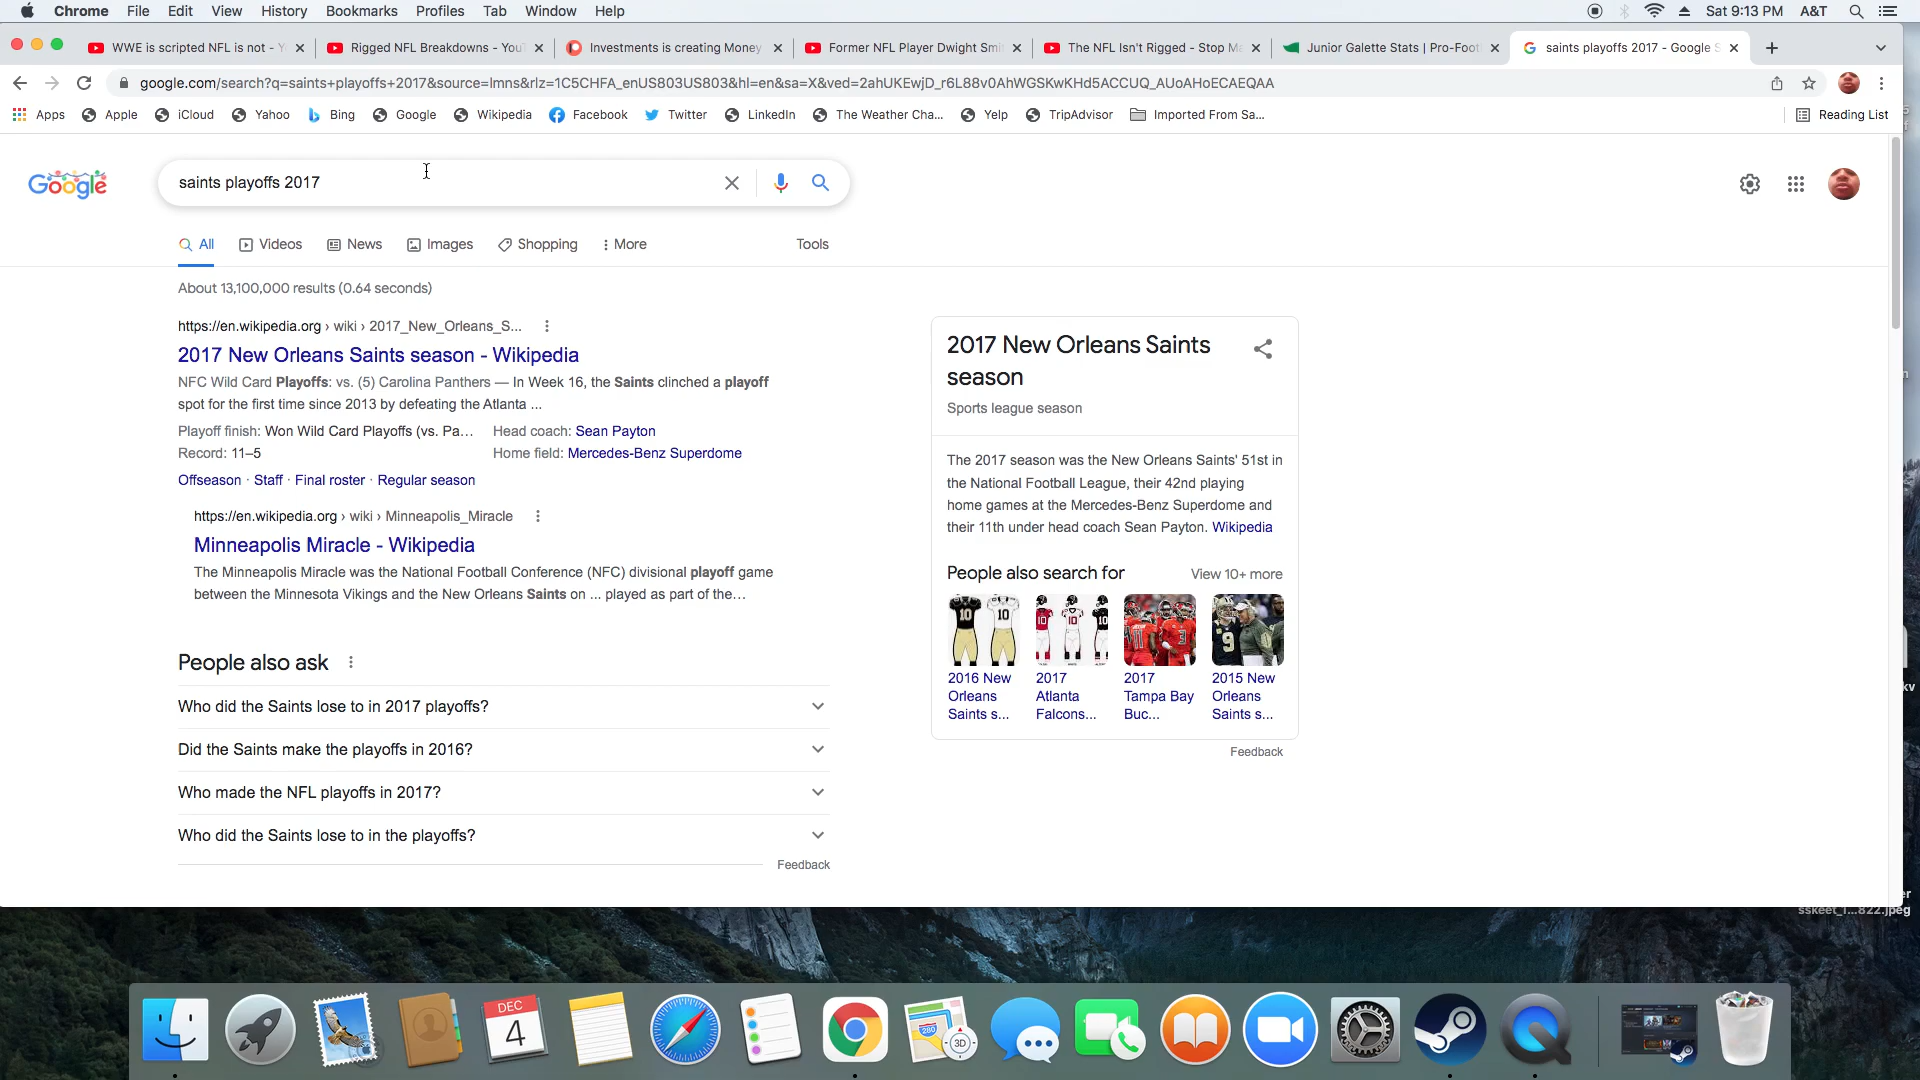 Chrome File Edit View History Bookmarks Profiles Tab Window Help
Sat 9:13 PM A&T
WWE is scripted NFL is not - Y
Rigged NFL Breakdowns - YouT
Investments is creating Money
Former NFL Player Dwight Smit
The NFL Isn't Rigged - Stop Ma
Junior Galette Stats | Pro-Foot
saints playoffs 2017 - Google S
google.com/search?q=saints+playoffs+2017&source=lmns&rlz=1C5CHFA_enUS803US803&hl=en&sa=X&ved=2ahUKEwjD_r6L88v0AhWGSKwKHd5ACCUQ_AUoAHoECAEQAA
Apps Apple iCloud Yahoo Bing Google Wikipedia Facebook Twitter LinkedIn The Weather Cha... Yelp TripAdvisor Imported From Sa... Reading List
Google
saints playoffs 2017
All Videos News Images Shopping More Tools
About 13,100,000 results (0.64 seconds)
https://en.wikipedia.org › wiki › 2017_New_Orleans_S...
2017 New Orleans Saints season - Wikipedia
NFC Wild Card Playoffs: vs. (5) Carolina Panthers — In Week 16, the Saints clinched a playoff
spot for the first time since 2013 by defeating the Atlanta ...
Playoff finish: Won Wild Card Playoffs (vs. Pa... Head coach: Sean Payton
Record: 11–5 Home field: Mercedes-Benz Superdome
Offseason · Staff · Final roster · Regular season
https://en.wikipedia.org › wiki › Minneapolis_Miracle
Minneapolis Miracle - Wikipedia
The Minneapolis Miracle was the National Football Conference (NFC) divisional playoff game
between the Minnesota Vikings and the New Orleans Saints on ... played as part of the...
People also ask
Who did the Saints lose to in 2017 playoffs?
Did the Saints make the playoffs in 2016?
Who made the NFL playoffs in 2017?
Who did the Saints lose to in the playoffs?
Feedback
2017 New Orleans Saints
season
Sports league season
The 2017 season was the New Orleans Saints' 51st in
the National Football League, their 42nd playing
home games at the Mercedes-Benz Superdome and
their 11th under head coach Sean Payton. Wikipedia
People also search for View 10+ more
2016 New
Orleans
Saints s...
2017
Atlanta
Falcons...
2017
Tampa Bay
Buc...
2015 New
Orleans
Saints s...
Feedback
DEC
4
280
3D